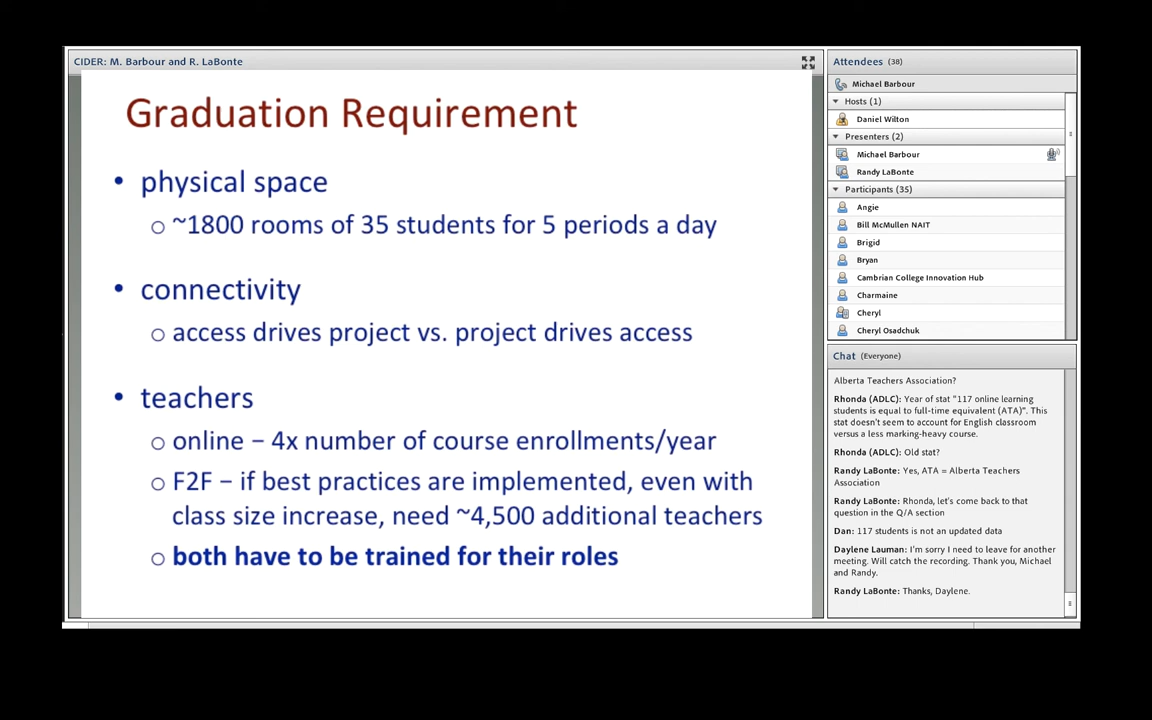 CIDER: M. Barbour and R. LaBonte
Graduation Requirement
• physical space
○ ~1800 rooms of 35 students for 5 periods a day
• connectivity
○ access drives project vs. project drives access
• teachers
○ online − 4x number of course enrollments/year
○ F2F − if best practices are implemented, even with
class size increase, need ~4,500 additional teachers
○ both have to be trained for their roles
Attendees (38)
Michael Barbour
Hosts (1)
Daniel Wilton
Presenters (2)
Michael Barbour
Randy LaBonte
Participants (35)
Angie
Bill McMullen NAIT
Brigid
Bryan
Cambrian College Innovation Hub
Charmaine
Cheryl
Cheryl Osadchuk
Chat (Everyone)
Alberta Teachers Association?
Rhonda (ADLC): Year of stat "117 online learning
students is equal to full-time equivalent (ATA)". This
stat doesn't seem to account for English classroom
versus a less marking-heavy course.
Rhonda (ADLC): Old stat?
Randy LaBonte: Yes, ATA = Alberta Teachers
Association
Randy LaBonte: Rhonda, let's come back to that
question in the Q/A section
Dan: 117 students is not an updated data
Daylene Lauman: I'm sorry I need to leave for another
meeting. Will catch the recording. Thank you, Michael
and Randy.
Randy LaBonte: Thanks, Daylene.